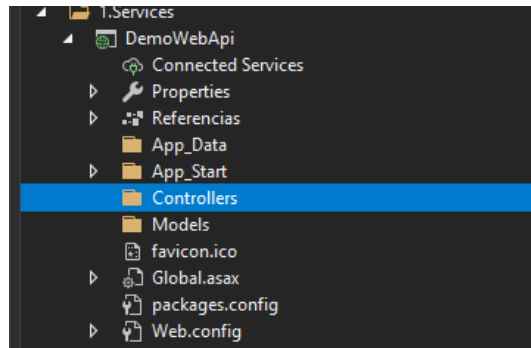 1.Services
DemoWebApi
Connected Services
Properties
Referencias
App_Data
App_Start
Controllers
Models
favicon.ico
Global.asax
packages.config
Web.config